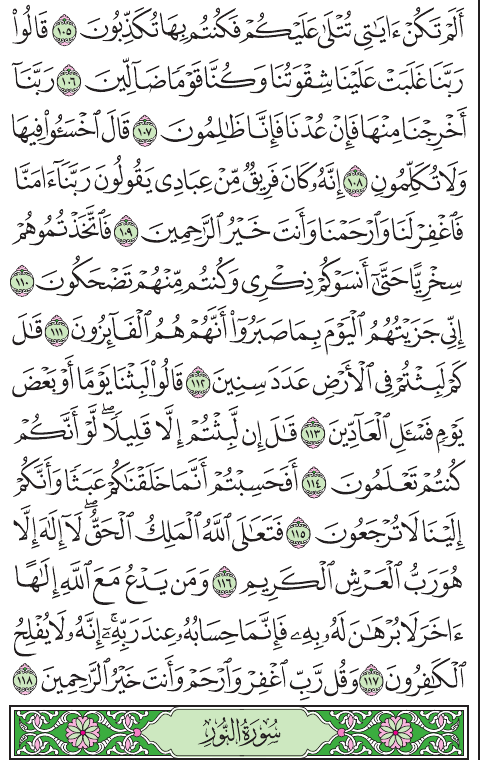 أَلَمْ تَكُنْ ءَايَٰتِى تُتْلَىٰ عَلَيْكُمْ فَكُنتُم بِهَا تُكَذِّبُونَ ١٠٥ قَالُوا۟
رَبَّنَا غَلَبَتْ عَلَيْنَا شِقْوَتُنَا وَكُنَّا قَوْمًا ضَآلِّينَ ١٠٦ رَبَّنَآ
أَخْرِجْنَا مِنْهَا فَإِنْ عُدْنَا فَإِنَّا ظَٰلِمُونَ ١٠٧ قَالَ ٱخْسَـُٔوا۟ فِيهَا
وَلَا تُكَلِّمُونِ ١٠٨ إِنَّهُۥ كَانَ فَرِيقٌ مِّنْ عِبَادِى يَقُولُونَ رَبَّنَآ ءَامَنَّا
فَٱغْفِرْ لَنَا وَٱرْحَمْنَا وَأَنتَ خَيْرُ ٱلرَّٰحِمِينَ ١٠٩ فَٱتَّخَذْتُمُوهُمْ
سِخْرِيًّا حَتَّىٰٓ أَنسَوْكُمْ ذِكْرِى وَكُنتُم مِّنْهُمْ تَضْحَكُونَ ١١٠
إِنِّى جَزَيْتُهُمُ ٱلْيَوْمَ بِمَا صَبَرُوٓا۟ أَنَّهُمْ هُمُ ٱلْفَآئِزُونَ ١١١ قَٰلَ
كَمْ لَبِثْتُمْ فِى ٱلْأَرْضِ عَدَدَ سِنِينَ ١١٢ قَالُوا۟ لَبِثْنَا يَوْمًا أَوْ بَعْضَ
يَوْمٍ فَسْـَٔلِ ٱلْعَآدِّينَ ١١٣ قَٰلَ إِن لَّبِثْتُمْ إِلَّا قَلِيلًا ۖ لَّوْ أَنَّكُمْ
كُنتُمْ تَعْلَمُونَ ١١٤ أَفَحَسِبْتُمْ أَنَّمَا خَلَقْنَٰكُمْ عَبَثًا وَأَنَّكُمْ
إِلَيْنَا لَا تُرْجَعُونَ ١١٥ فَتَعَٰلَى ٱللَّهُ ٱلْمَلِكُ ٱلْحَقُّ ۖ لَآ إِلَٰهَ إِلَّا
هُوَ رَبُّ ٱلْعَرْشِ ٱلْكَرِيمِ ١١٦ وَمَن يَدْعُ مَعَ ٱللَّهِ إِلَٰهًا
ءَاخَرَ لَا بُرْهَٰنَ لَهُۥ بِهِۦ فَإِنَّمَا حِسَابُهُۥ عِندَ رَبِّهِۦٓ ۚ إِنَّهُۥ لَا يُفْلِحُ
ٱلْكَٰفِرُونَ ١١٧ وَقُل رَّبِّ ٱغْفِرْ وَٱرْحَمْ وَأَنتَ خَيْرُ ٱلرَّٰحِمِينَ ١١٨
سُورَةُ النُّورِ